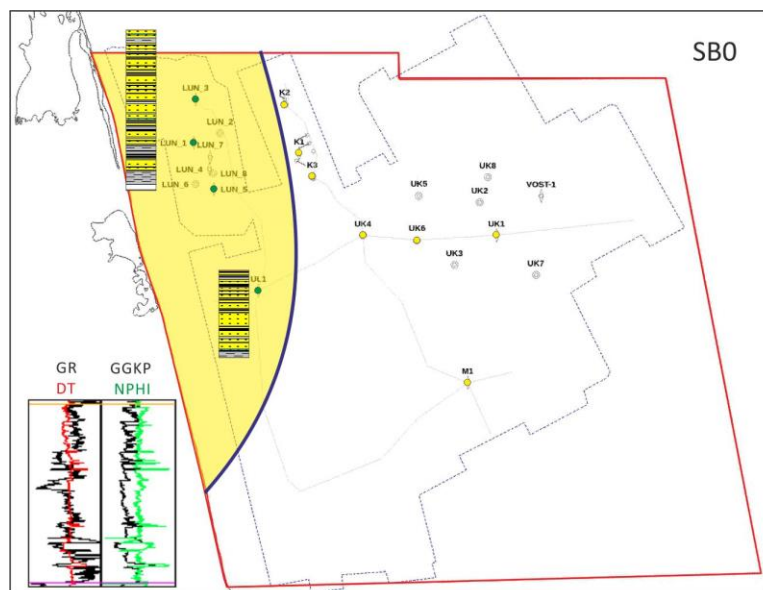 SB0
LUN_3
K2
LUN_2
LUN_1
LUN_7
K1
LUN_4
LUN_8
K3
LUN_6
LUN_5
UK8
UK5
UK2
VOST-1
UK4
UK6
UK1
UK3
UK7
UL1
M1
GR GGKP
DT NPHI